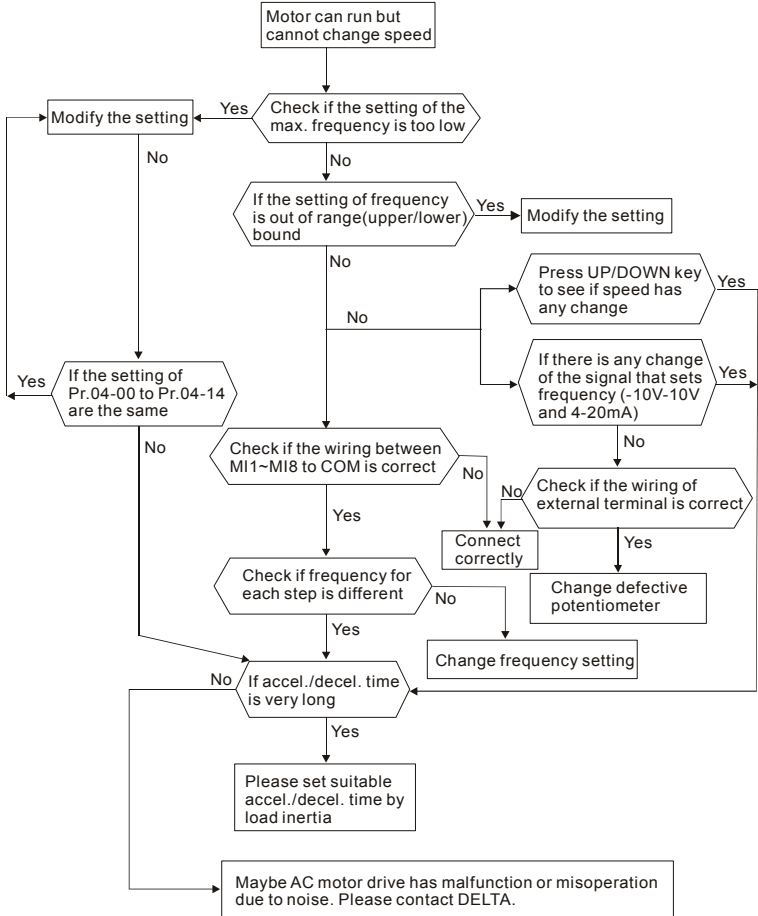 Motor can run but
cannot change speed
Yes
Check if the setting of the
max. frequency is too low
Modify the setting
No
No
If the setting of frequency
is out of range(upper/lower)
bound
Yes
Modify the setting
No
Press UP/DOWN key
to see if speed has
any change
Yes
No
If there is any change
of the signal that sets
frequency (-10V-10V
and 4-20mA)
Yes
Yes
If the setting of
Pr.04-00 to Pr.04-14
are the same
No
No
Check if the wiring between
MI1~MI8 to COM is correct
No
No
Check if the wiring of
external terminal is correct
Yes
Connect
correctly
Yes
Check if frequency for
each step is different
No
Change defective
potentiometer
Yes
Change frequency setting
No
If accel./decel. time
is very long
Yes
Please set suitable
accel./decel. time by
load inertia
Maybe AC motor drive has malfunction or misoperation
due to noise. Please contact DELTA.